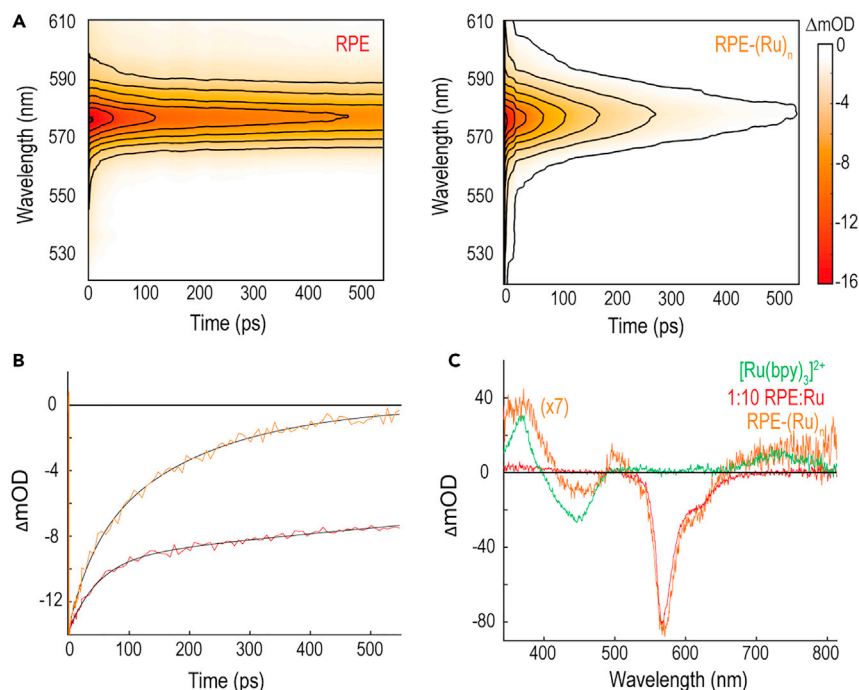 A
RPE
Wavelength (nm)
610
590
570
550
530
0 100 200 300 400 500
Time (ps)
RPE-(Ru)ₙ
Wavelength (nm)
610
590
570
550
530
0 100 200 300 400 500
Time (ps)
ΔmOD
0
-4
-8
-12
-16
B
ΔmOD
0
-4
-8
-12
0 100 200 300 400 500
Time (ps)
C
[Ru(bpy)₃]²⁺
1:10 RPE:Ru
RPE-(Ru)ₙ
(x7)
ΔmOD
40
0
-40
-80
400 500 600 700 800
Wavelength (nm)